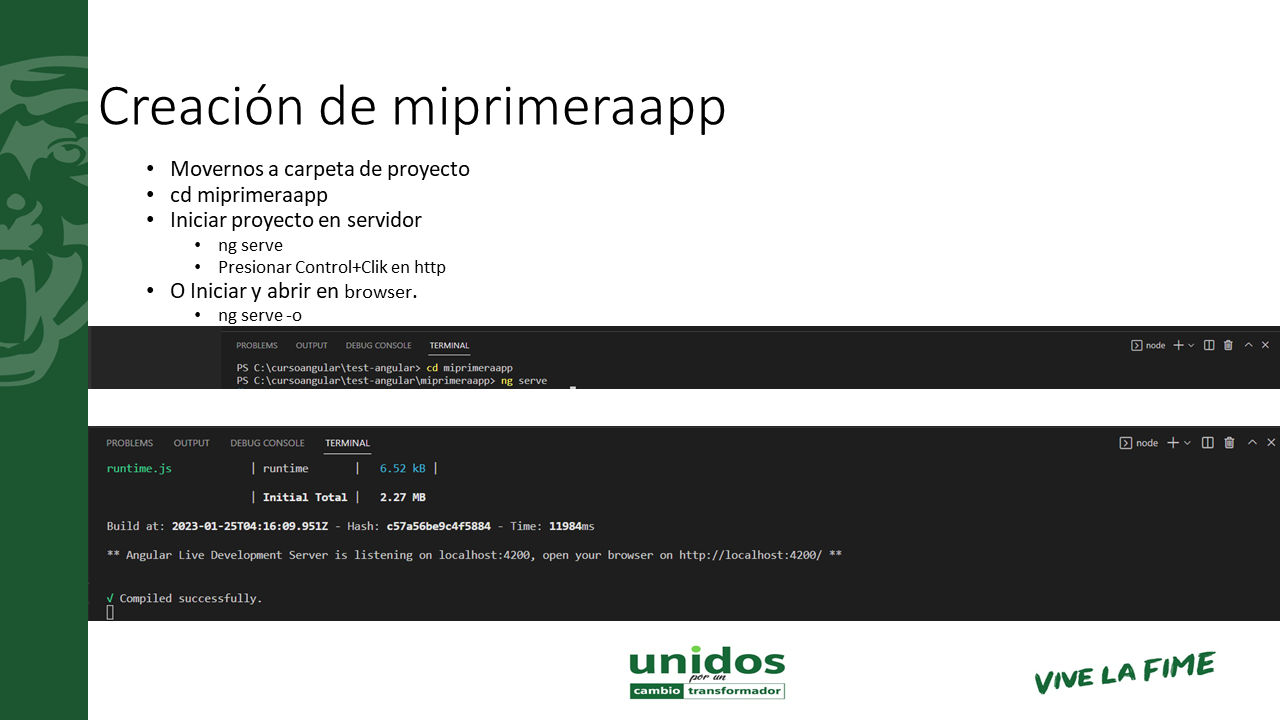 Creación de miprimeraapp
• Movernos a carpeta de proyecto
• cd miprimeraapp
• Iniciar proyecto en servidor
• ng serve
• Presionar Control+Clik en http
• O Iniciar y abrir en browser.
• ng serve -o
PROBLEMS OUTPUT DEBUG CONSOLE TERMINAL node
PS C:\cursoangular\test-angular> cd miprimeraapp
PS C:\cursoangular\test-angular\miprimeraapp> ng serve
PROBLEMS OUTPUT DEBUG CONSOLE TERMINAL node
runtime.js | runtime | 6.52 kB |
| Initial Total | 2.27 MB
Build at: 2023-01-25T04:16:09.951Z - Hash: c57a56be9c4f5884 - Time: 11984ms
** Angular Live Development Server is listening on localhost:4200, open your browser on http://localhost:4200/ **
√ Compiled successfully.
unidos
por un
cambio transformador
VIVE LA FIME